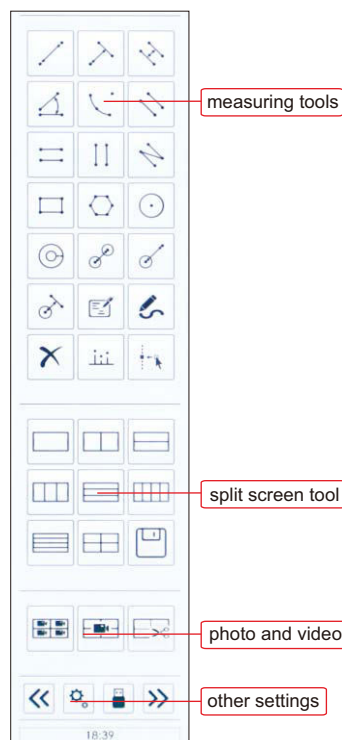 measuring tools
split screen tool
photo and video
other settings
18:39